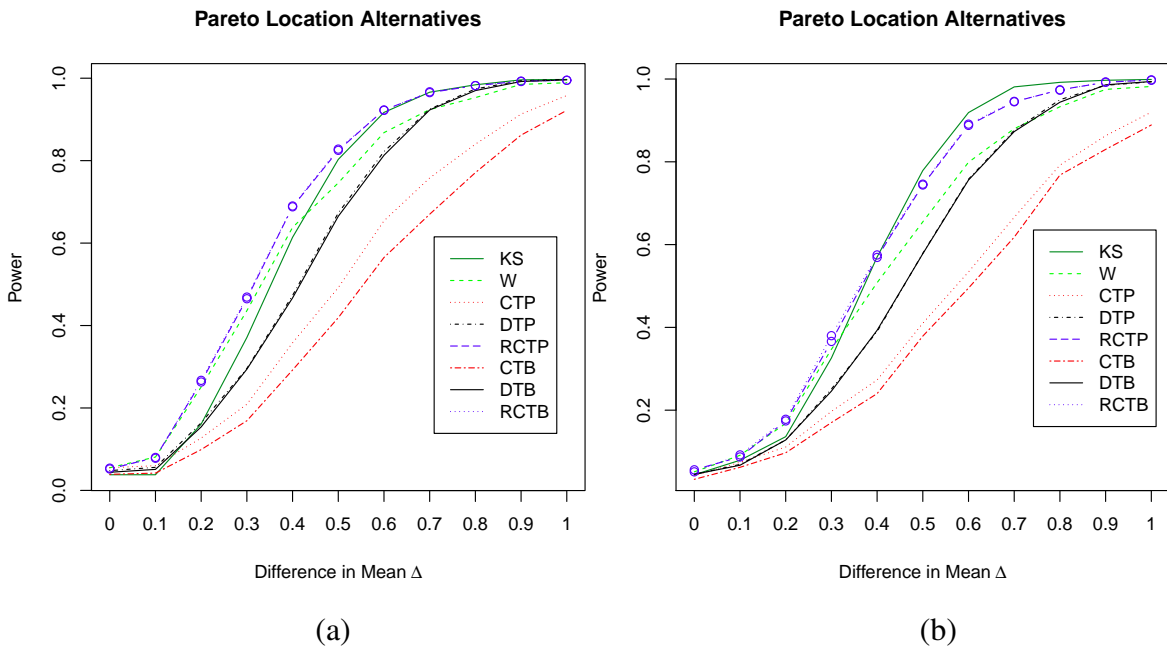 Pareto Location Alternatives
Power
0.0
0.2
0.4
0.6
0.8
1.0
KS
W
CTP
DTP
RCTP
CTB
DTB
RCTB
0 0.1 0.2 0.3 0.4 0.5 0.6 0.7 0.8 0.9 1
Difference in Mean Δ
(a)
Pareto Location Alternatives
Power
0.2
0.4
0.6
0.8
1.0
KS
W
CTP
DTP
RCTP
CTB
DTB
RCTB
0 0.1 0.2 0.3 0.4 0.5 0.6 0.7 0.8 0.9 1
Difference in Mean Δ
(b)